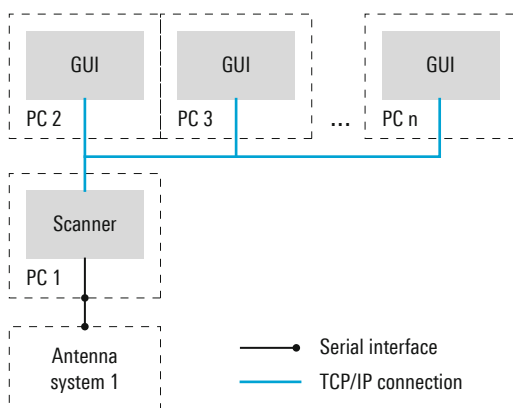 GUI
GUI
GUI
PC 2
PC 3
...
PC n
Scanner
PC 1
Antenna
system 1
Serial interface
TCP/IP connection